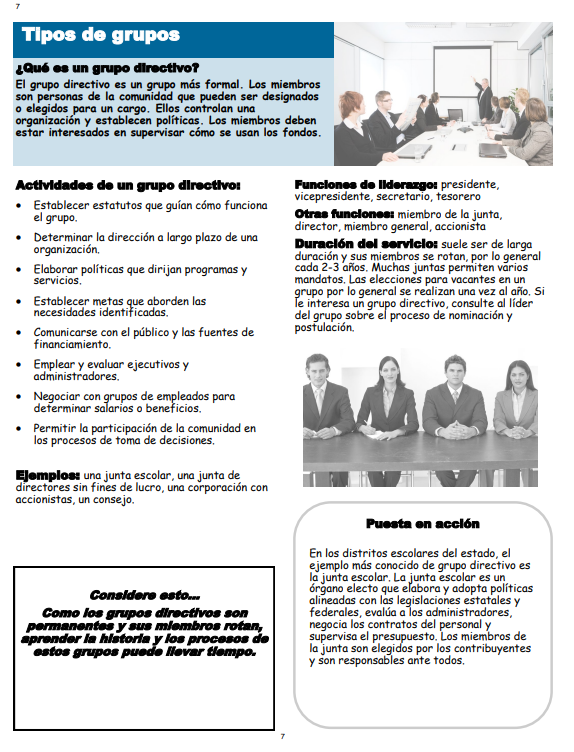 7
Tipos de grupos
¿Qué es un grupo directivo?
El grupo directivo es un grupo más formal. Los miembros
son personas de la comunidad que pueden ser designados
o elegidos para un cargo. Ellos controlan una
organización y establecen políticas. Los miembros deben
estar interesados en supervisar cómo se usan los fondos.
Actividades de un grupo directivo:
• Establecer estatutos que guían cómo funciona
el grupo.
• Determinar la dirección a largo plazo de una
organización.
• Elaborar políticas que dirijan programas y
servicios.
• Establecer metas que aborden las
necesidades identificadas.
• Comunicarse con el público y las fuentes de
financiamiento.
• Emplear y evaluar ejecutivos y
administradores.
• Negociar con grupos de empleados para
determinar salarios o beneficios.
• Permitir la participación de la comunidad en
los procesos de toma de decisiones.
Ejemplos: una junta escolar, una junta de
directores sin fines de lucro, una corporación con
accionistas, un consejo.
Considere esto...
Como los grupos directivos son
permanentes y sus miembros rotan,
aprender la historia y los procesos de
estos grupos puede llevar tiempo.
Funciones de liderazgo: presidente,
vicepresidente, secretario, tesorero
Otras funciones: miembro de la junta,
director, miembro general, accionista
Duración del servicio: suele ser de larga
duración y sus miembros se rotan, por lo general
cada 2-3 años. Muchas juntas permiten varios
mandatos. Las elecciones para vacantes en un
grupo por lo general se realizan una vez al año. Si
le interesa un grupo directivo, consulte al líder
del grupo sobre el proceso de nominación y
postulación.
Puesta en acción
En los distritos escolares del estado, el
ejemplo más conocido de grupo directivo es
la junta escolar. La junta escolar es un
órgano electo que elabora y adopta políticas
alineadas con las legislaciones estatales y
federales, evalúa a los administradores,
negocia los contratos del personal y
supervisa el presupuesto. Los miembros de
la junta son elegidos por los contribuyentes
y son responsables ante todos.
7